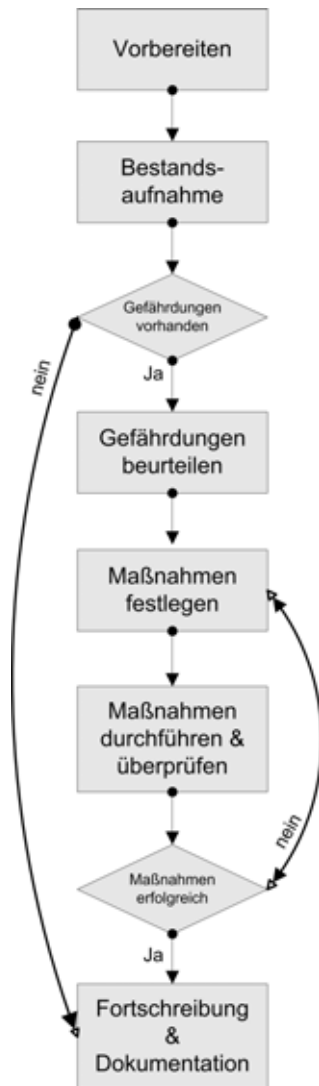 Vorbereiten
Bestands-
aufnahme
Gefährdungen
vorhanden
nein
Ja
Gefährdungen
beurteilen
Maßnahmen
festlegen
Maßnahmen
durchführen &
überprüfen
nein
Maßnahmen
erfolgreich
Ja
Fortschreibung
&
Dokumentation